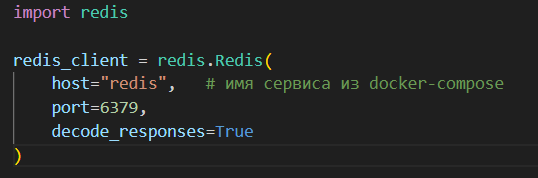 import redis
redis_client = redis.Redis(
host="redis",   # имя сервиса из docker-compose
port=6379,
decode_responses=True
)